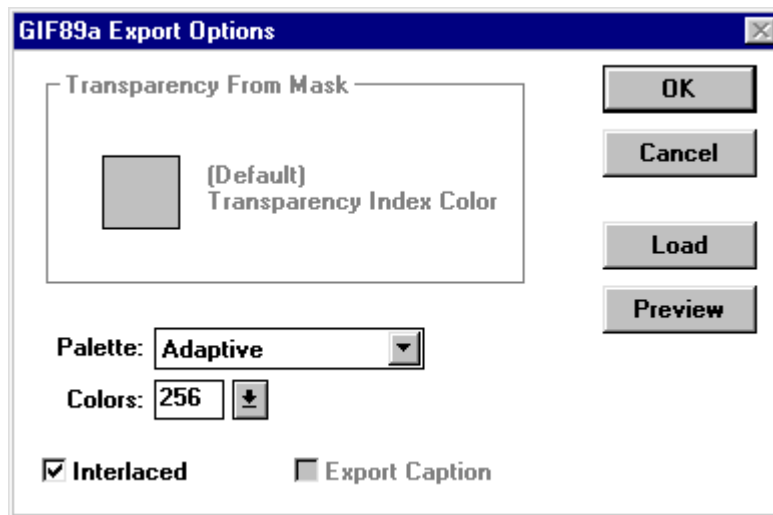 GIF89a Export Options
Transparency From Mask
(Default)
Transparency Index Color
OK
Cancel
Load
Preview
Palette: Adaptive
Colors: 256
Interlaced
Export Caption